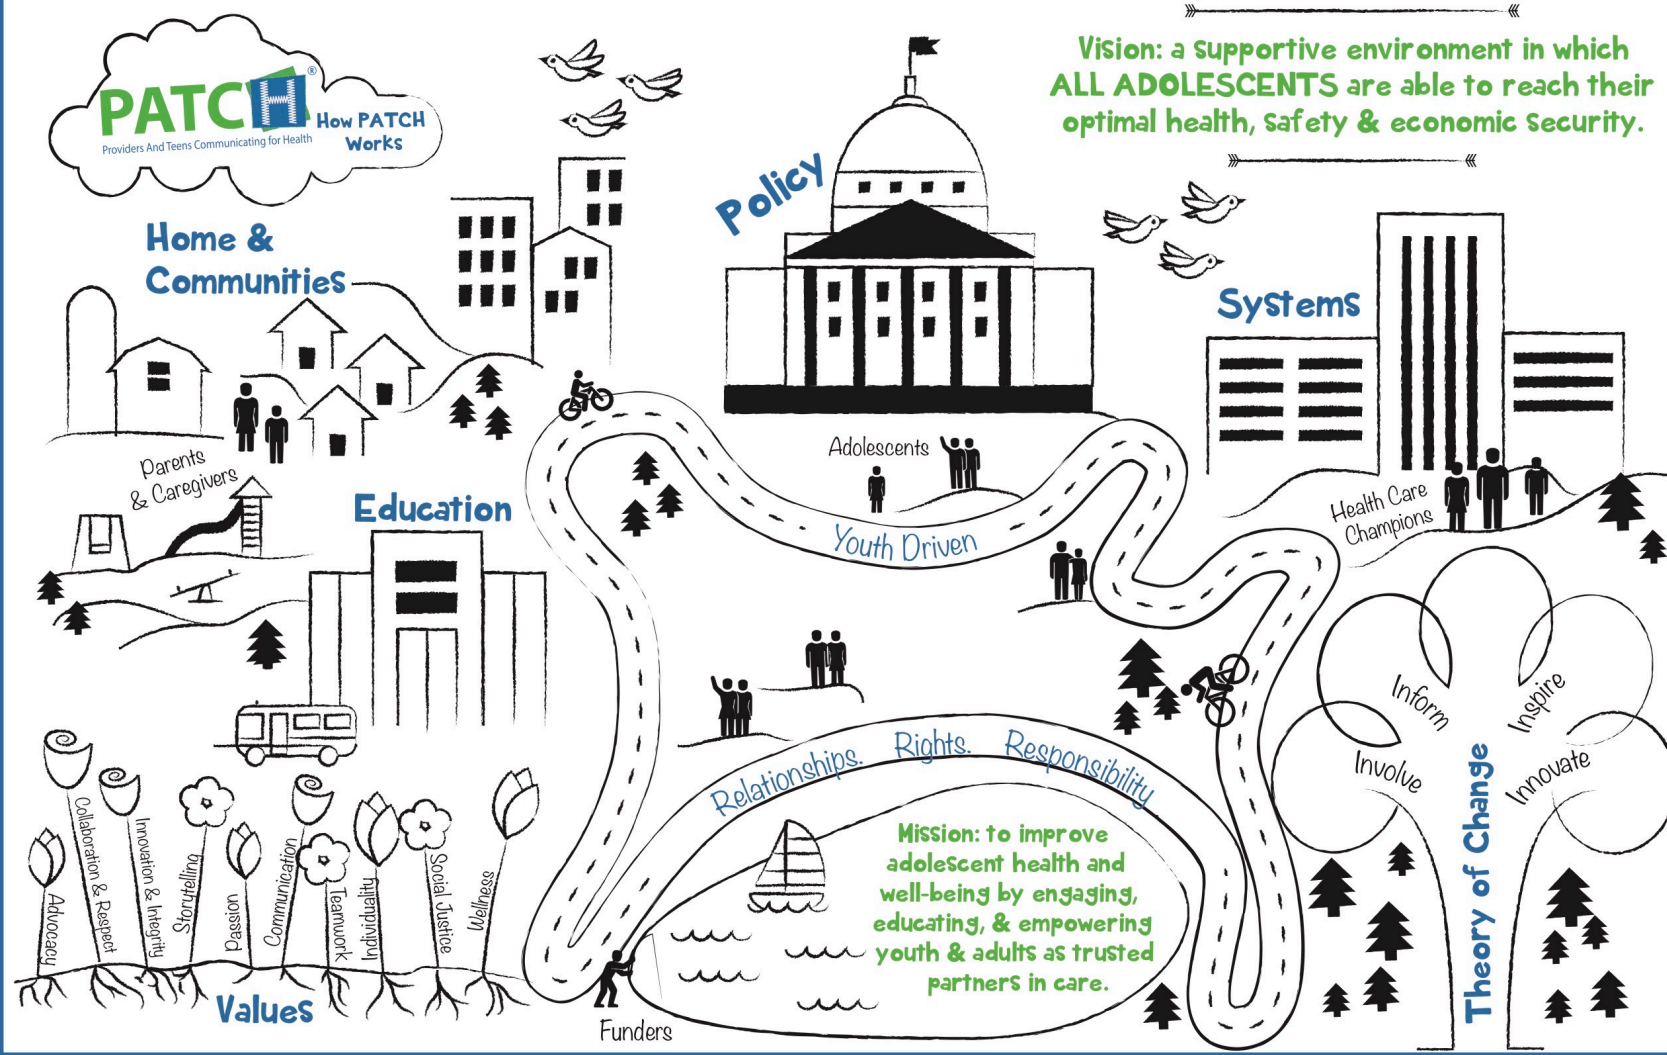 PATCH®
Providers And Teens Communicating for Health
How PATCH
Works
Vision: a supportive environment in which
ALL ADOLESCENTS are able to reach their
optimal health, safety & economic security.
Home &
Communities
Policy
Systems
Parents
& Caregivers
Adolescents
Health Care
Champions
Education
Youth Driven
Relationships. Rights. Responsibility
Inform
Inspire
Involve
Innovate
Theory of Change
Mission: to improve
adolescent health and
well-being by engaging,
educating, & empowering
youth & adults as trusted
partners in care.
Advocacy
Collaboration & Respect
Innovation & Integrity
Storytelling
Passion
Communication
Teamwork
Individuality
Social Justice
Wellness
Values
Funders